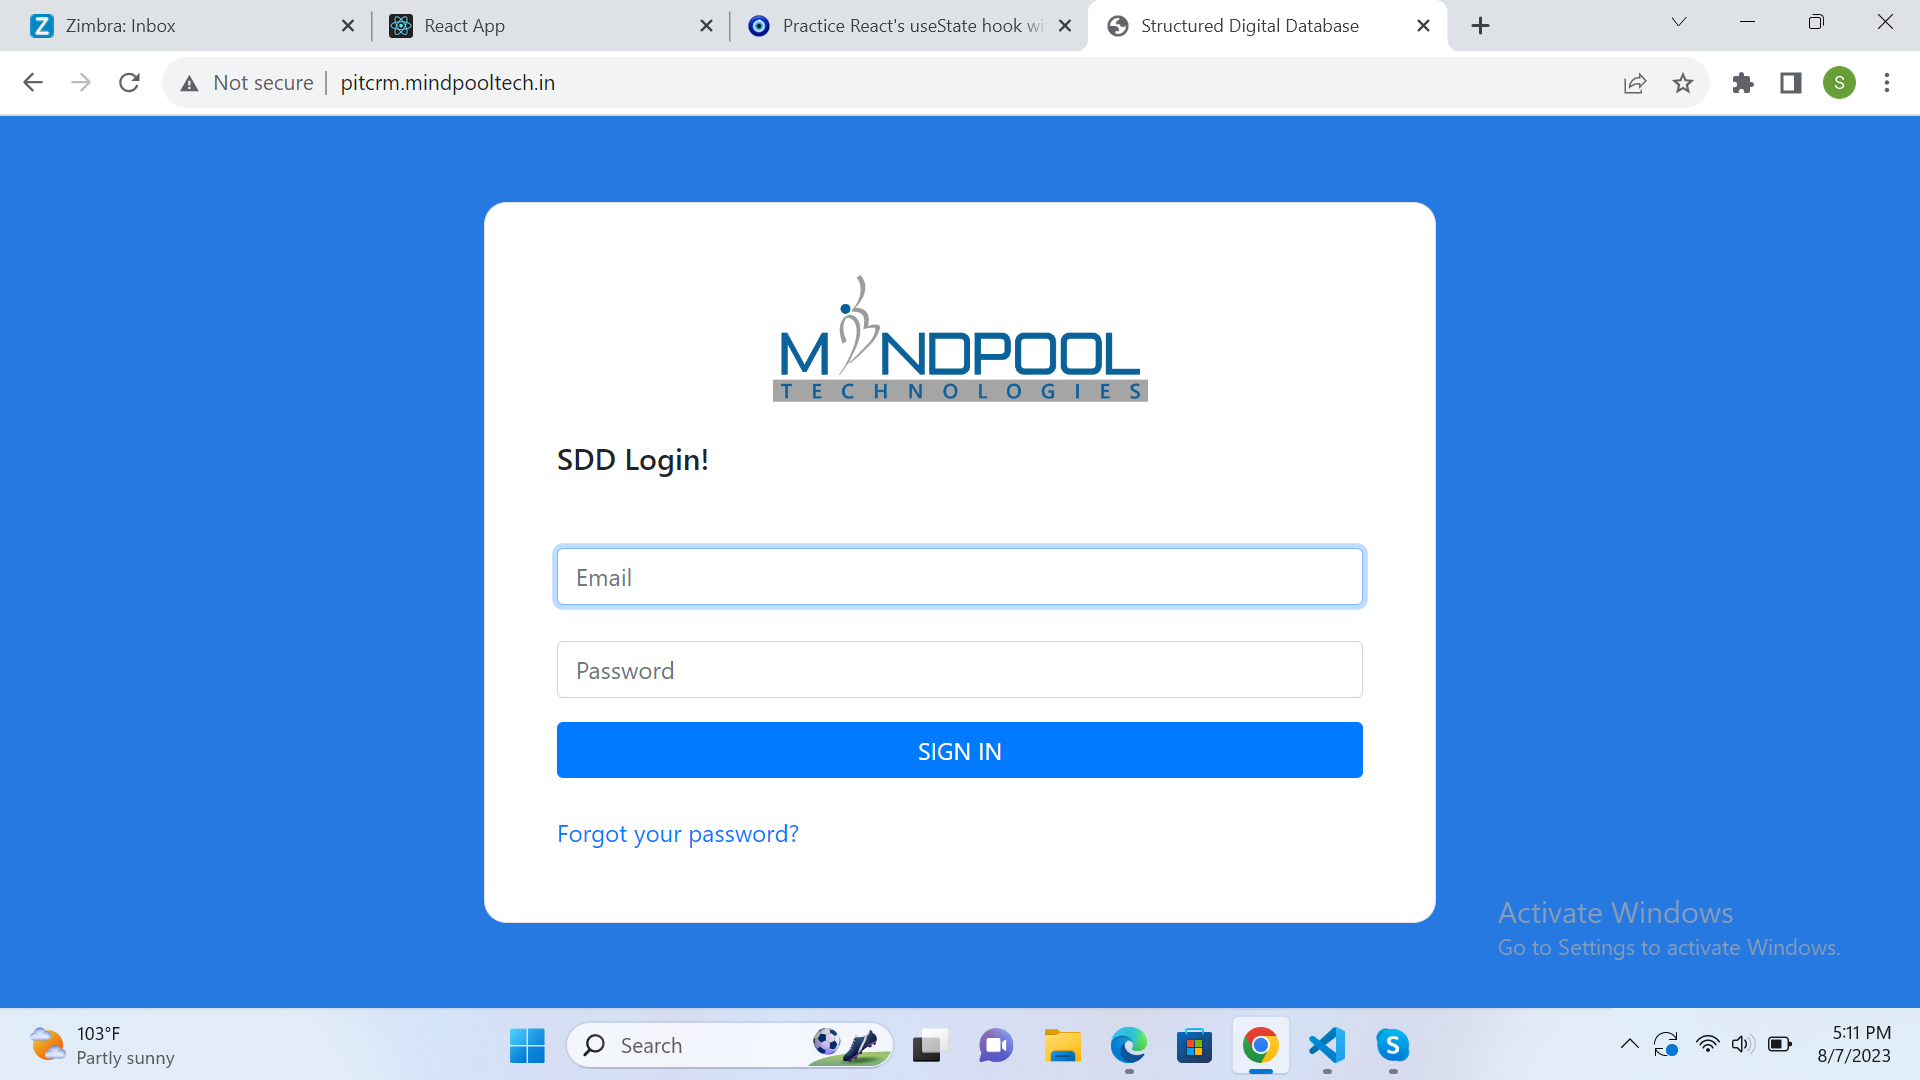 Zimbra: Inbox
React App
Practice React's useState hook wi
Structured Digital Database
Not secure
pitcrm.mindpooltech.in
S
MINDPOOL
TECHNOLOGIES
SDD Login!
Email
Password
SIGN IN
Forgot your password?
Activate Windows
Go to Settings to activate Windows.
103°F
Partly sunny
Search
5:11 PM
8/7/2023